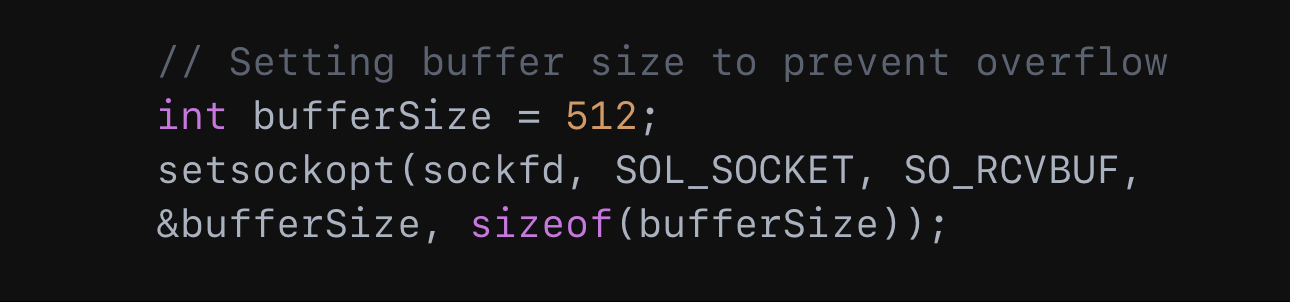 // Setting buffer size to prevent overflow
int bufferSize = 512;
setsockopt(sockfd, SOL_SOCKET, SO_RCVBUF,
&bufferSize, sizeof(bufferSize));